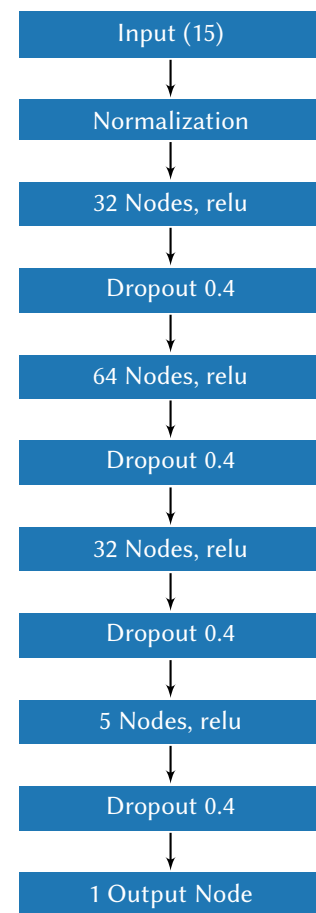 Input (15)
Normalization
32 Nodes, relu
Dropout 0.4
64 Nodes, relu
Dropout 0.4
32 Nodes, relu
Dropout 0.4
5 Nodes, relu
Dropout 0.4
1 Output Node